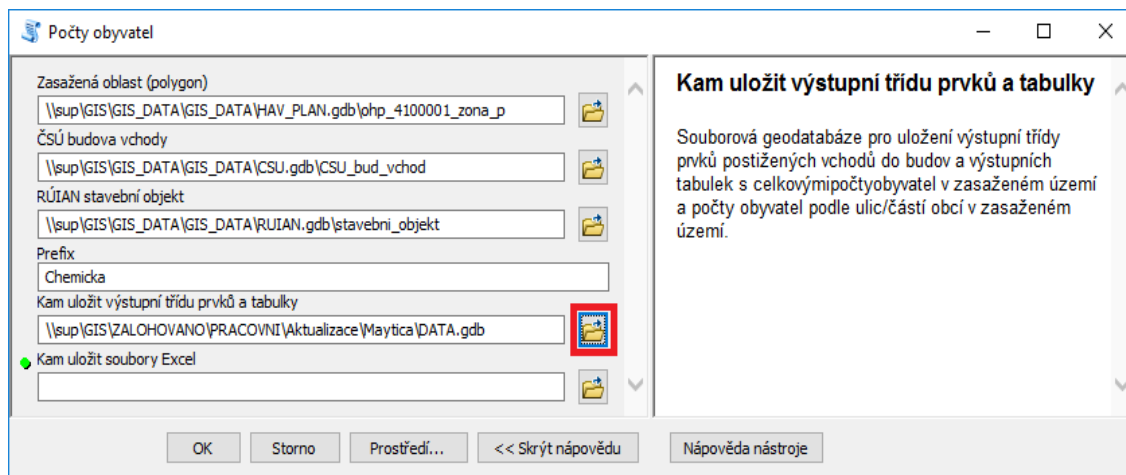 Počty obyvatel
Zasažená oblast (polygon)
\\sup\GIS\GIS_DATA\GIS_DATA\HAV_PLAN.gdb\ohp_4100001_zona_p
ČSÚ budova vchody
\\sup\GIS\GIS_DATA\GIS_DATA\CSU.gdb\CSU_bud_vchod
RÚIAN stavební objekt
\\sup\GIS\GIS_DATA\GIS_DATA\RUIAN.gdb\stavebni_objekt
Prefix
Chemicka
Kam uložit výstupní třídu prvků a tabulky
\\sup\GIS\ZALOHOVANO\PRACOVNI\Aktualizace\Maytica\DATA.gdb
Kam uložit soubory Excel
Kam uložit výstupní třídu prvků a tabulky
Souborová geodatabáze pro uložení výstupní třídy
prvků postižených vchodů do budov a výstupních
tabulek s celkovýmipočtyobyvatel v zasaženém území
a počty obyvatel podle ulic/částí obcí v zasaženém
území.
OK
Storno
Prostředí...
<< Skrýt nápovědu
Nápověda nástroje